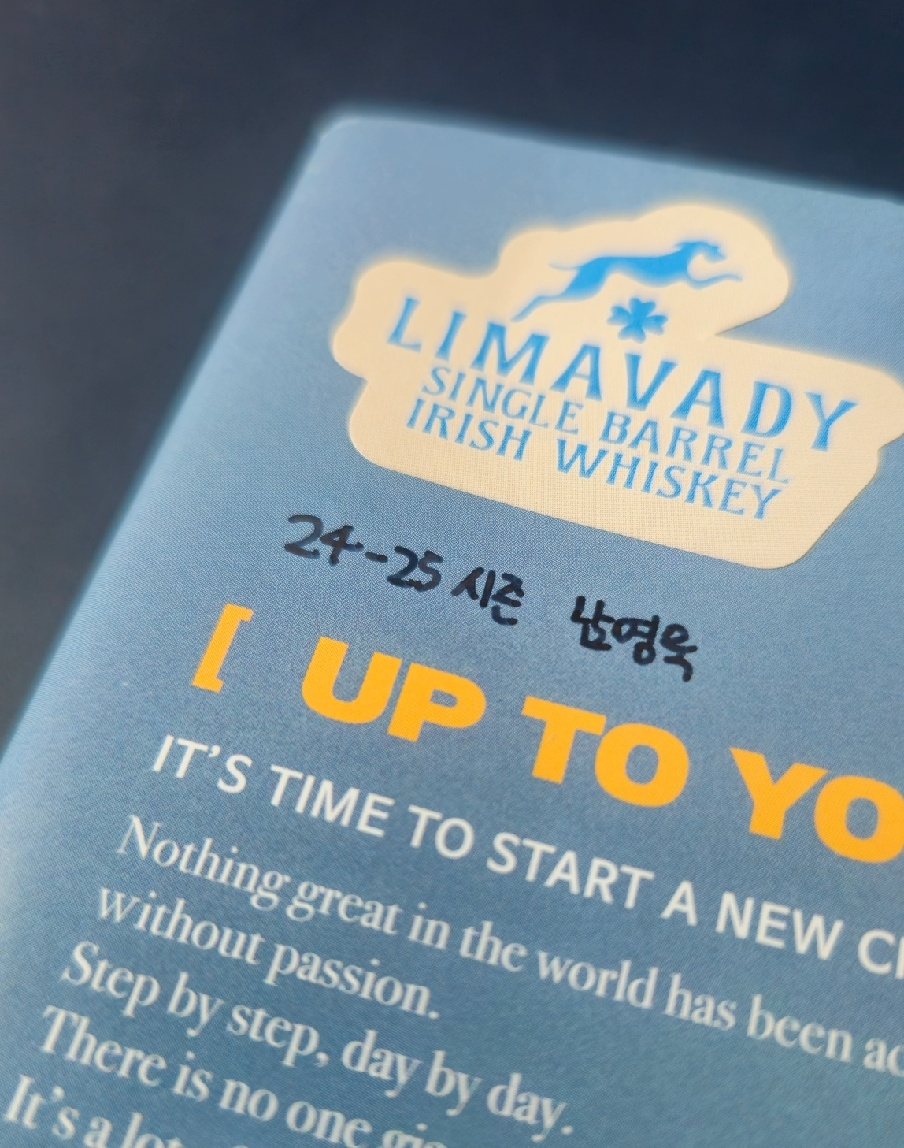 LIMAVADY
SINGLE BARREL
IRISH WHISKEY
24-25 시즌 남영욱
[ UP TO YO
IT'S TIME TO START A NEW
Nothing great in the world has been
without passion.
Step by step, day by day.
There is no one
It's a lot